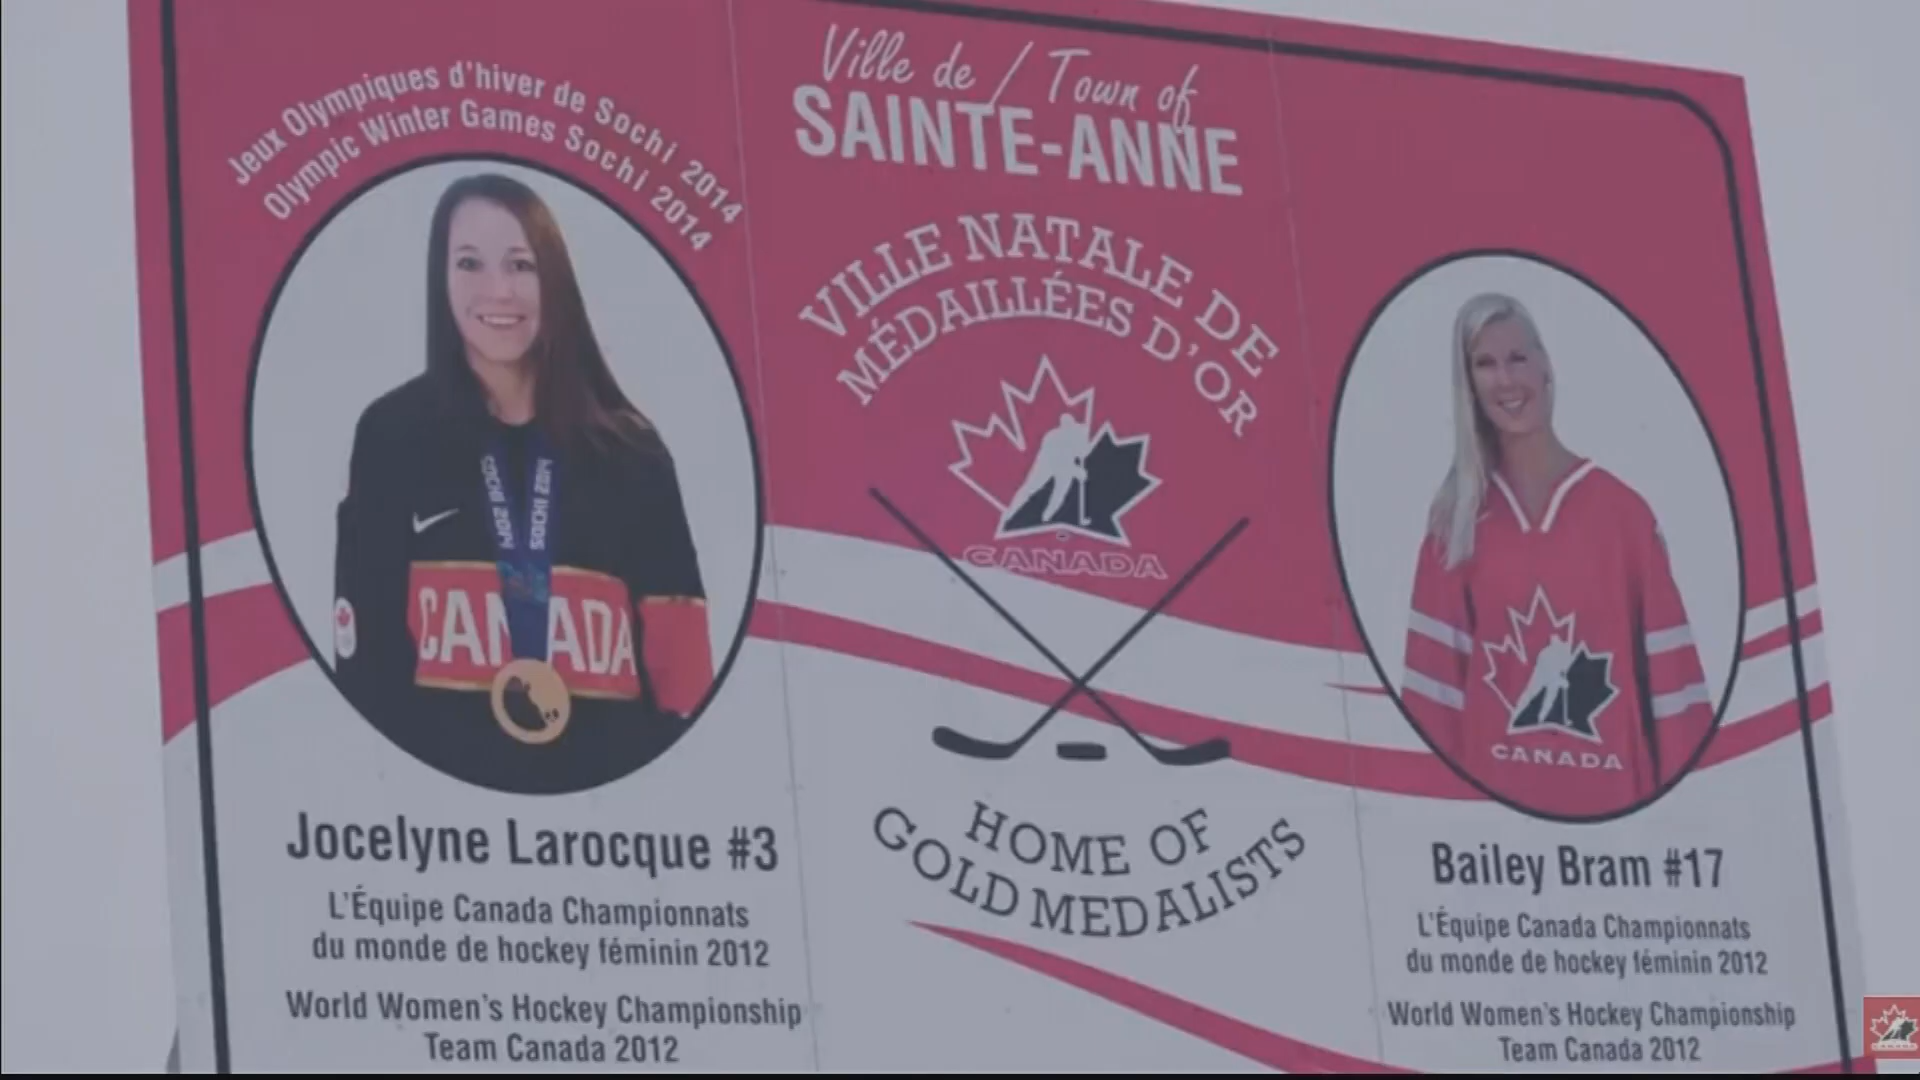 Jeux Olympiques d'hiver de Sochi 2014
Olympic Winter Games Sochi 2014
Ville de / Town of
SAINTE-ANNE
VILLE NATALE DE
MÉDAILLÉES D'OR
CANADA
HOME OF
GOLD MEDALISTS
CANADA
Jocelyne Larocque #3
L'Équipe Canada Championnats
du monde de hockey féminin 2012
World Women's Hockey Championship
Team Canada 2012
CANADA
Bailey Bram #17
L'Équipe Canada Championnats
du monde de hockey féminin 2012
World Women's Hockey Championship
Team Canada 2012